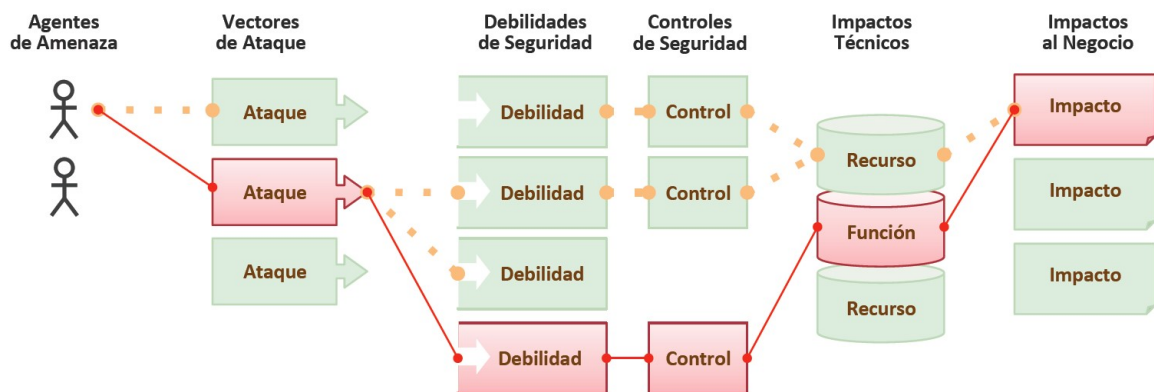 Agentes
de Amenaza
Vectores
de Ataque
Debilidades
de Seguridad
Controles
de Seguridad
Impactos
Técnicos
Impactos
al Negocio
Ataque
Debilidad
Control
Impacto
Recurso
Ataque
Debilidad
Control
Impacto
Función
Ataque
Debilidad
Impacto
Recurso
Debilidad
Control